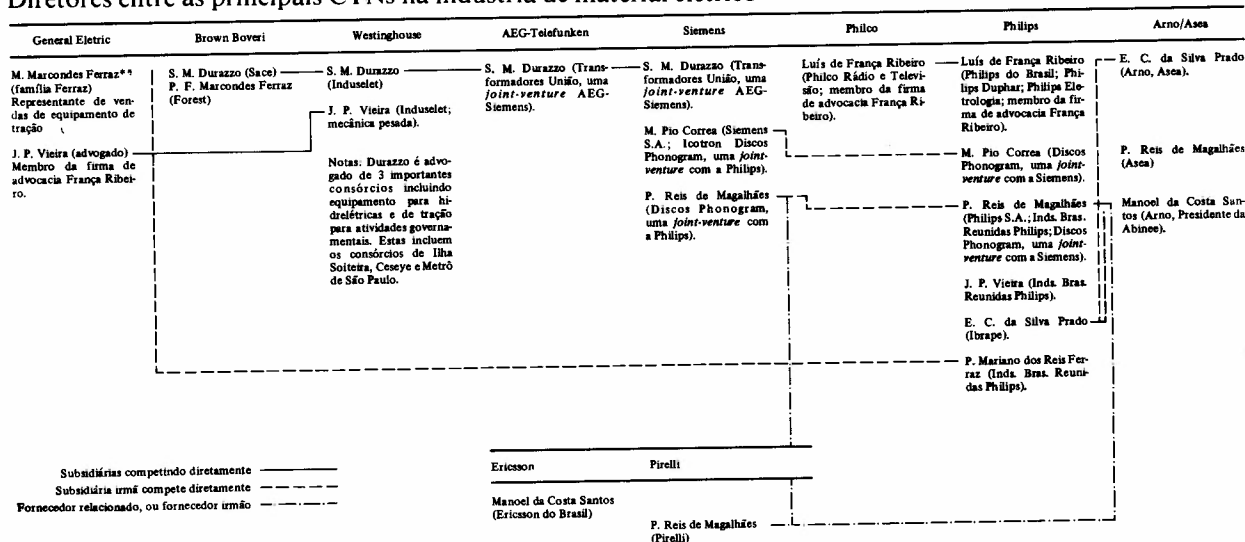 Diretores entre as principais CTNs na indústria de material elétrico
General Eletric
Brown Boveri
Westinghouse
AEG-Telefunken
Siemens
Philco
Philips
Arno/Asea
M. Marcondes Ferraz**
(família Ferraz)
Representante de ven-
das de equipamento de
tração
J. P. Vieira (advogado)
Membro da firma de
advocacia França Ribei-
ro.
S. M. Durazzo (Sace)
P. F. Marcondes Ferraz
(Forest)
S. M. Durazzo
(Induselet)
J. P. Vieira (Induselet;
mecânica pesada).
Notas: Durazzo é advo-
gado de 3 importantes
consórcios incluindo
equipamento para hi-
drelétricas e de tração
para atividades governa-
mentais. Estas incluem
os consórcios de Ilha
Solteira, Ceseye e Metrô
de São Paulo.
S. M. Durazzo (Trans-
formadores União, uma
joint-venture AEG-
Siemens).
S. M. Durazzo (Trans-
formadores União, uma
joint-venture AEG-
Siemens).
M. Pio Correa (Siemens
S.A.; Icotron Discos
Phonogram, uma joint-
venture com a Philips).
P. Reis de Magalhães
(Discos Phonogram,
uma joint-venture com
a Philips).
Luís de França Ribeiro
(Philco Rádio e Televi-
são; membro da firma
de advocacia França Ri-
beiro).
Luís de França Ribeiro
(Philips do Brasil; Phi-
lips Duphar; Philips Ele-
trologia; membro da fir-
ma de advocacia França
Ribeiro).
M. Pio Correa (Discos
Phonogram, uma joint-
venture com a Siemens).
P. Reis de Magalhães
(Philips S.A.; Inds. Bras.
Reunidas Philips; Discos
Phonogram, uma joint-
venture com a Siemens).
J. P. Vieira (Inds. Bras.
Reunidas Philips).
E. C. da Silva Prado
(Ibrape).
P. Mariano dos Reis Fer-
raz (Inds. Bras. Reuni-
das Philips).
E. C. da Silva Prado
(Arno, Asea).
P. Reis de Magalhães
(Asea)
Manoel da Costa San-
tos (Arno, Presidente da
Abinee).
Ericsson
Pirelli
Manoel da Costa Santos
(Ericsson do Brasil)
P. Reis de Magalhães
(Pirelli)
Subsidiárias competindo diretamente
Subsidiária irmã compete diretamente
Fornecedor relacionado, ou fornecedor irmão